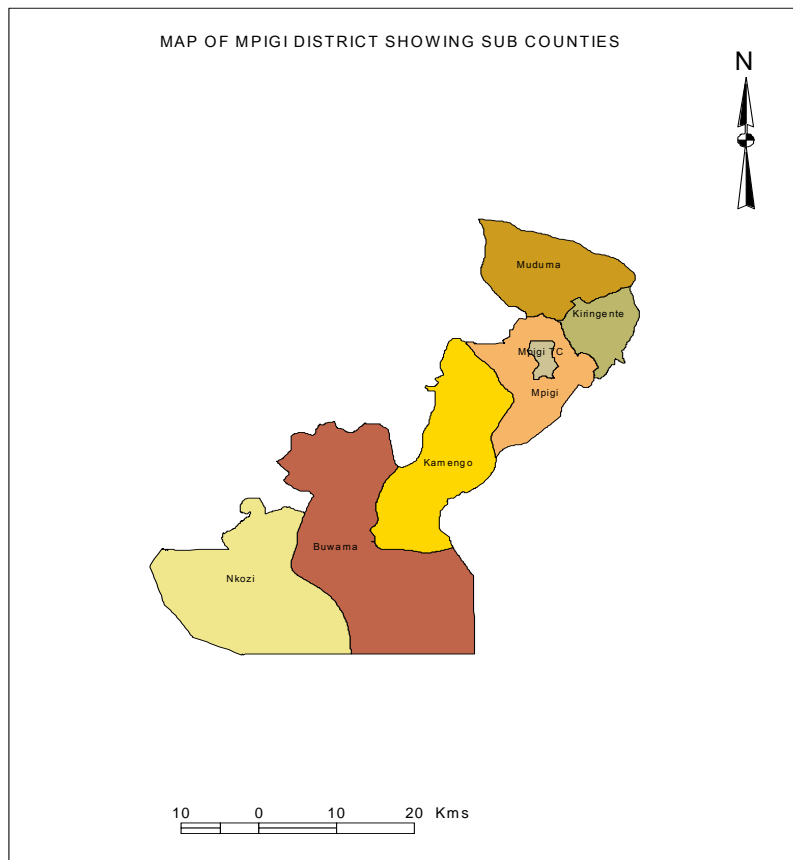 MAP OF MPIGI DISTRICT SHOWING SUB COUNTIES
N
Muduma
Kiringente
Mpigi TC
Mpigi
Kamengo
Buwama
Nkozi
10 0 10 20 Kms